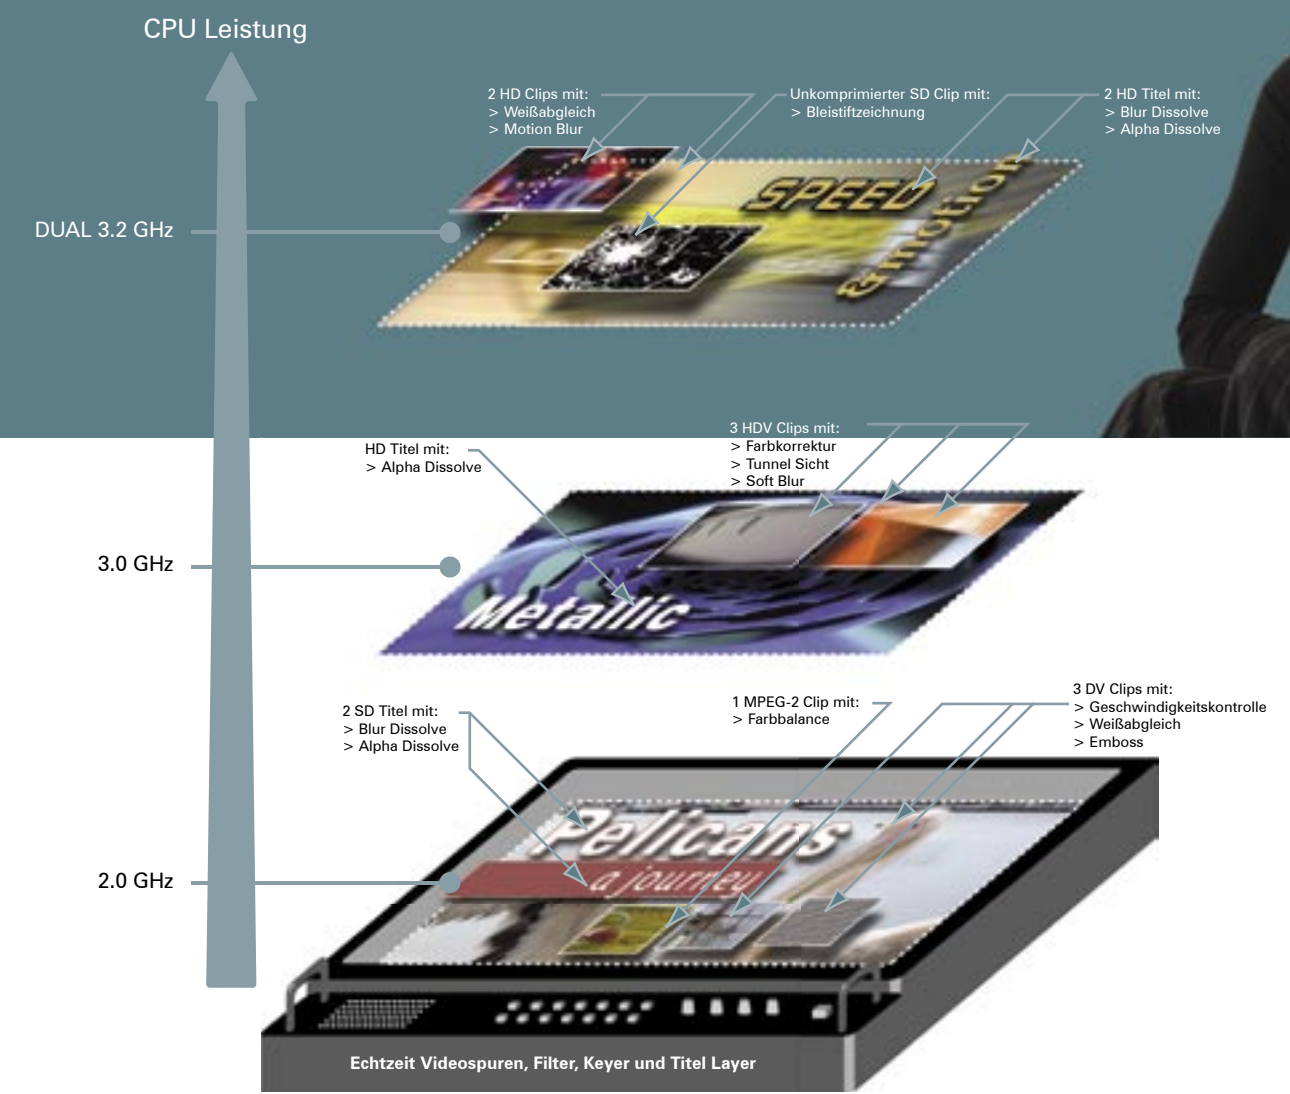 CPU Leistung
2 HD Clips mit:
> Weißabgleich
> Motion Blur
Unkomprimierter SD Clip mit:
> Bleistiftzeichnung
2 HD Titel mit:
> Blur Dissolve
> Alpha Dissolve
SPEED
& motion
DUAL 3.2 GHz
HD Titel mit:
> Alpha Dissolve
3 HDV Clips mit:
> Farbkorrektur
> Tunnel Sicht
> Soft Blur
3.0 GHz
Metallic
2 SD Titel mit:
> Blur Dissolve
> Alpha Dissolve
1 MPEG-2 Clip mit:
> Farbbalance
3 DV Clips mit:
> Geschwindigkeitskontrolle
> Weißabgleich
> Emboss
Pelicans
a journey
2.0 GHz
Echtzeit Videospuren, Filter, Keyer und Titel Layer